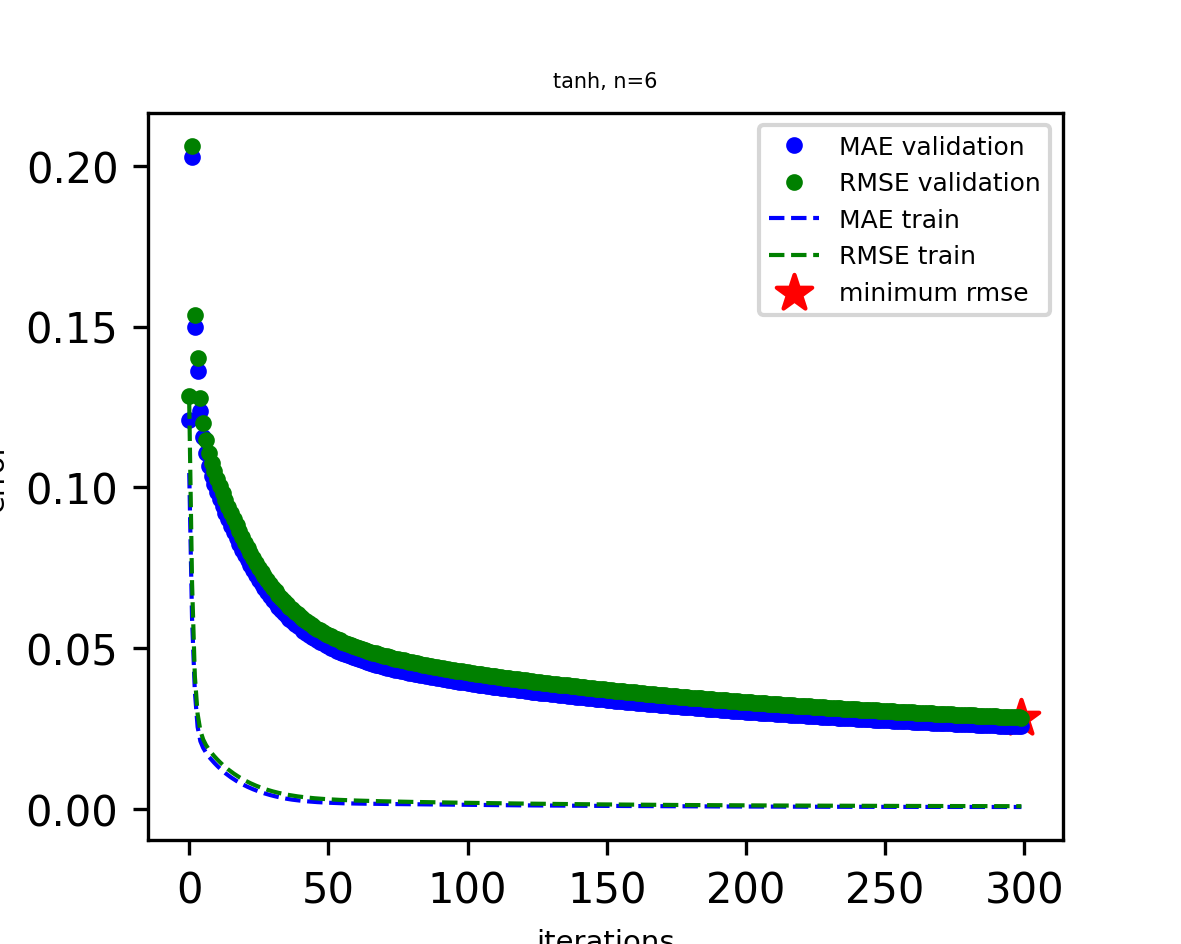 tanh, n=6
MAE validation
RMSE validation
MAE train
RMSE train
minimum rmse
0.20
0.15
0.10
0.05
0.00
0 50 100 150 200 250 300
iterations